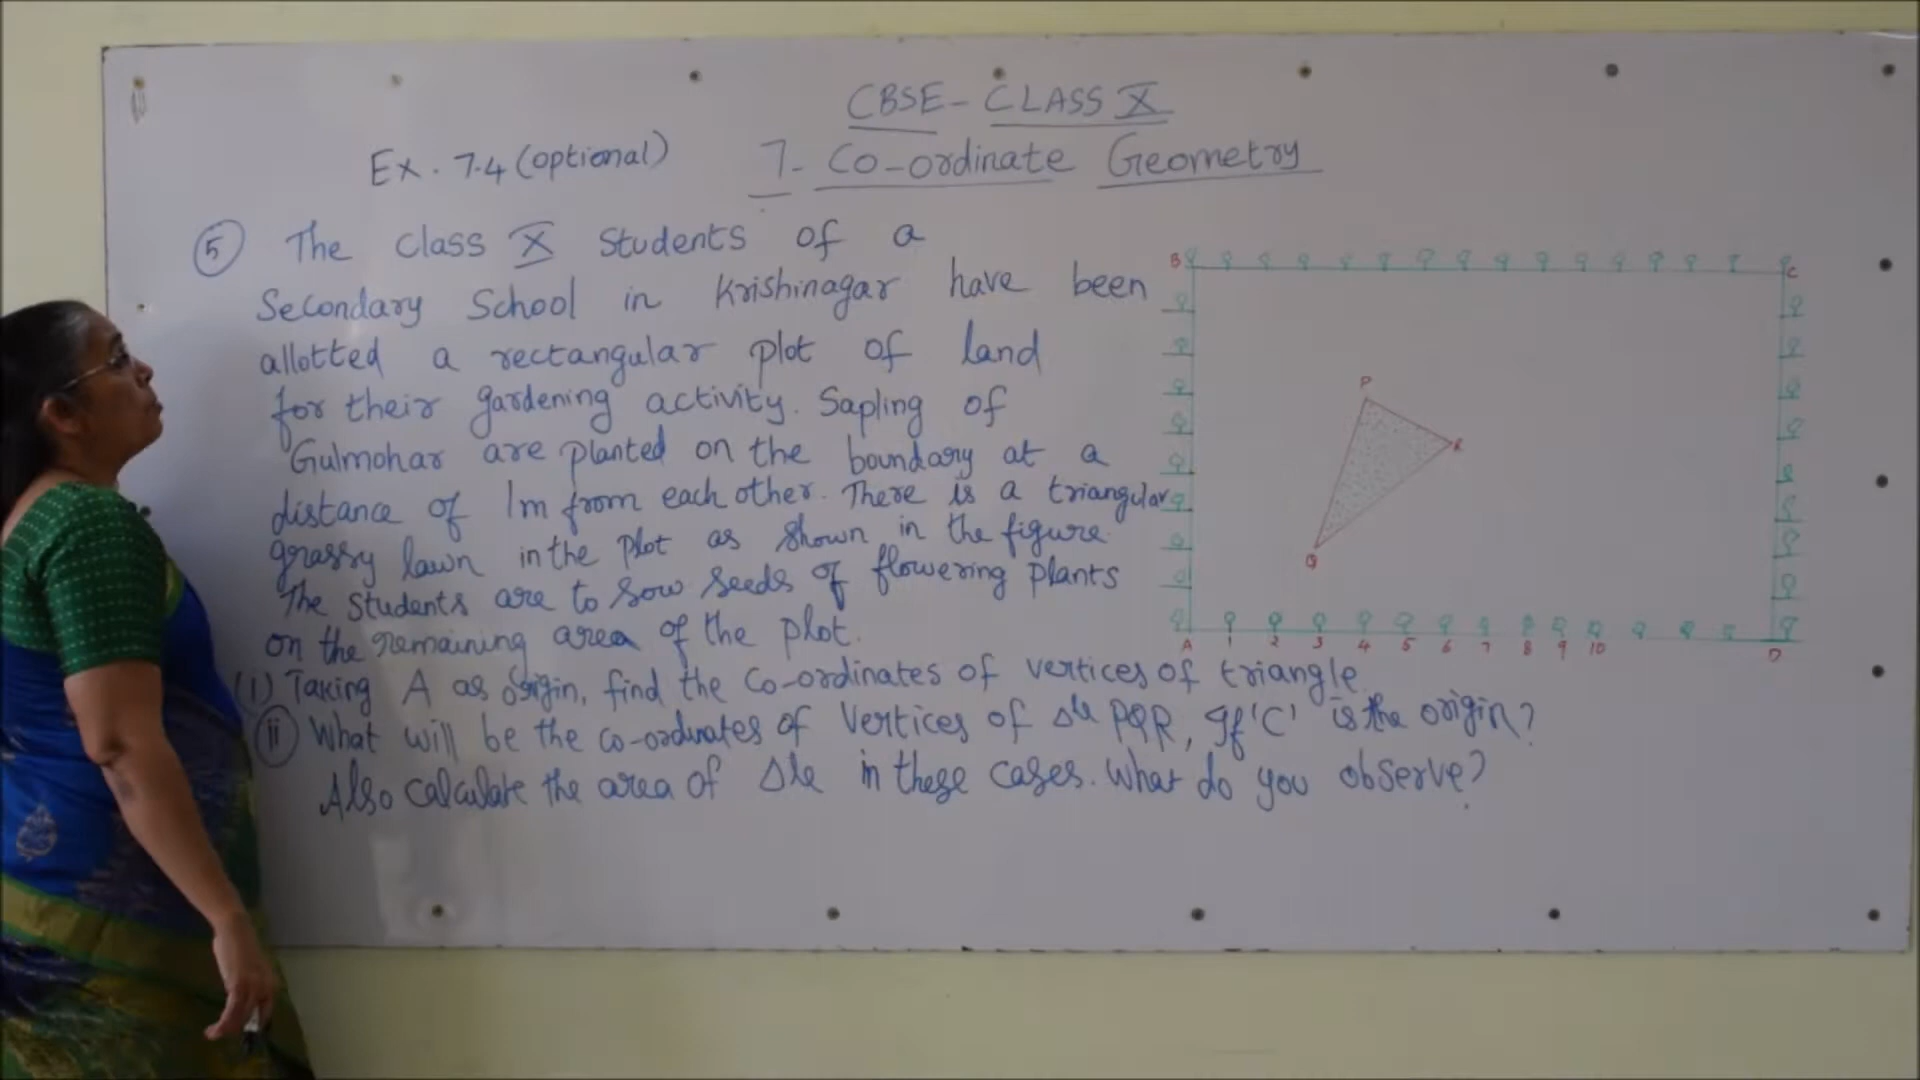 CBSE - CLASS X
Ex. 7.4 (optional) 7- Co-ordinate Geometry
5 The class X Students of a
Secondary School in Krishinagar have been
allotted a rectangular plot of land
for their gardening activity. Sapling of
Gulmohar are planted on the boundary at a
distance of 1m from each other. There is a triangular
grassy lawn in the plot as shown in the figure.
The Students are to sow seeds of flowering plants
on the remaining area of the plot.
(i) Taking A as origin, find the Co-ordinates of vertices of triangle
ii What will be the co-ordinates of vertices of Δle PQR, If 'C' is the origin?
Also calculate the area of Δle in these cases. What do you observe?
B C
P
R
Q
A 1 2 3 4 5 6 7 8 9 10 D